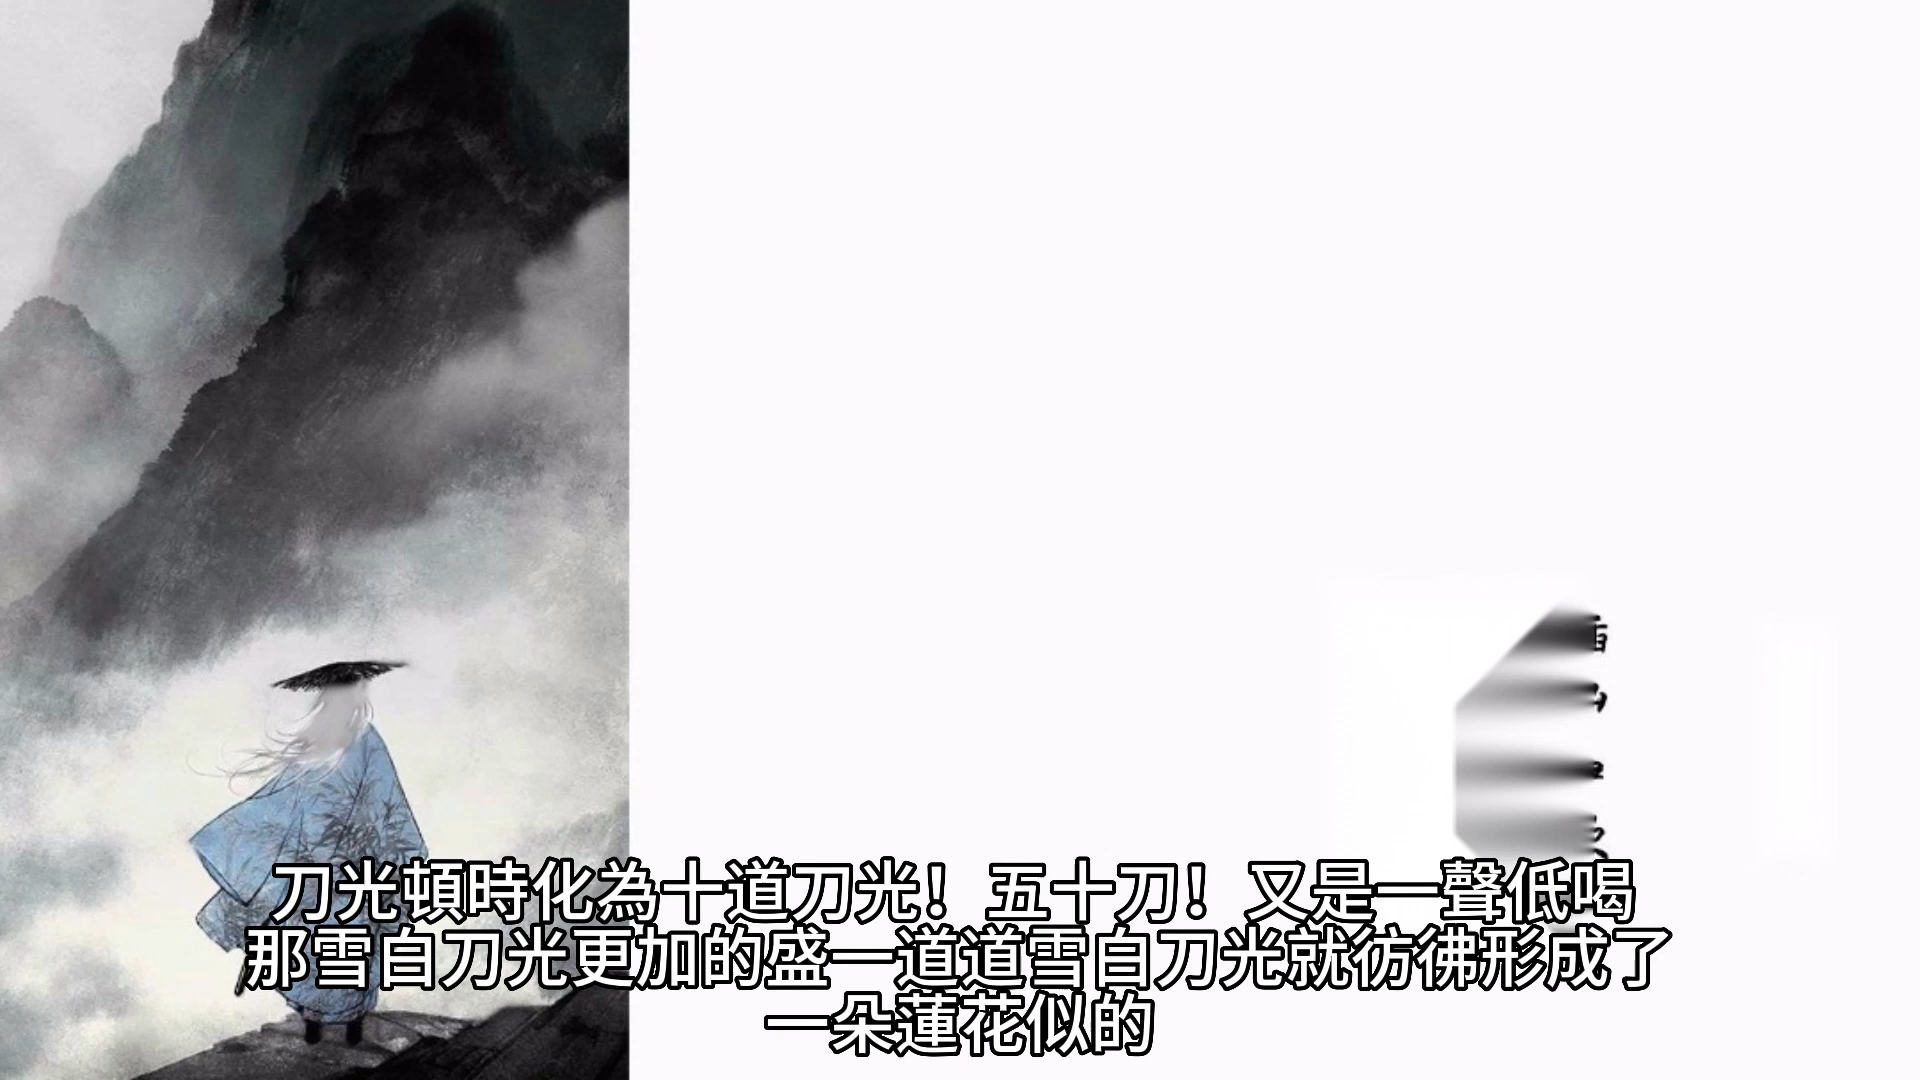 刀光頓時化為十道刀光！五十刀！又是一聲低喝
那雪白刀光更加的盛一道道雪白刀光就彷彿形成了
一朵蓮花似的